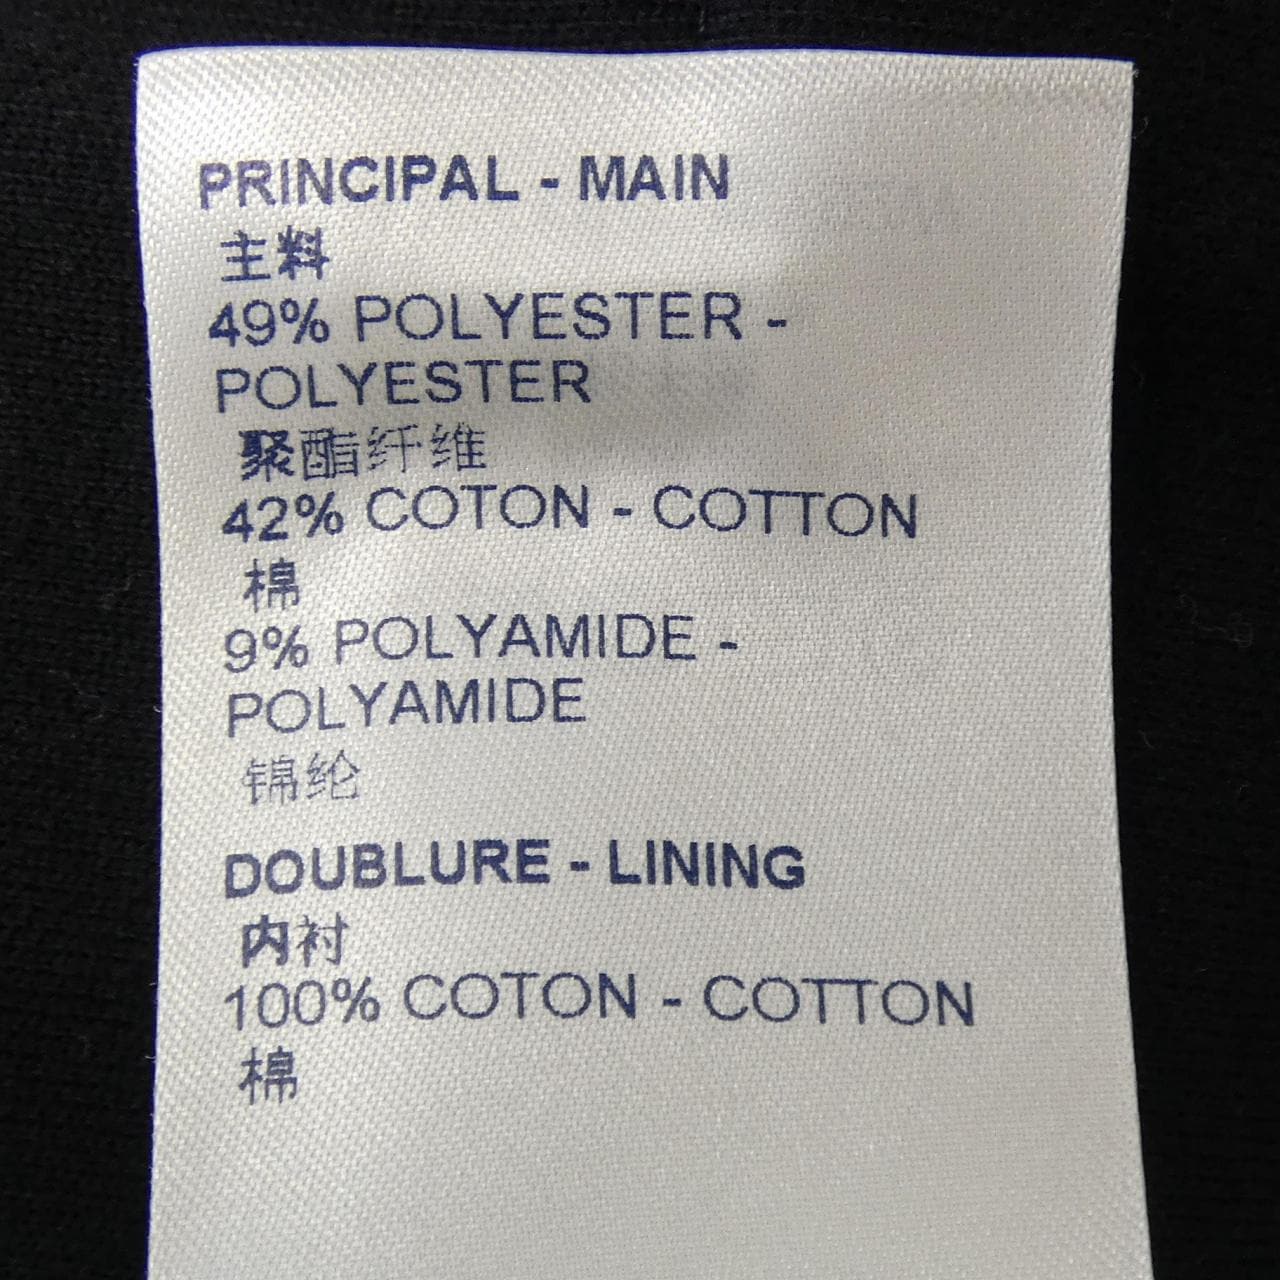 PRINCIPAL - MAIN
主料
49% POLYESTER -
POLYESTER
聚酯纤维
42% COTON - COTTON
棉
9% POLYAMIDE -
POLYAMIDE
锦纶
DOUBLURE - LINING
内衬
100% COTON - COTTON
棉